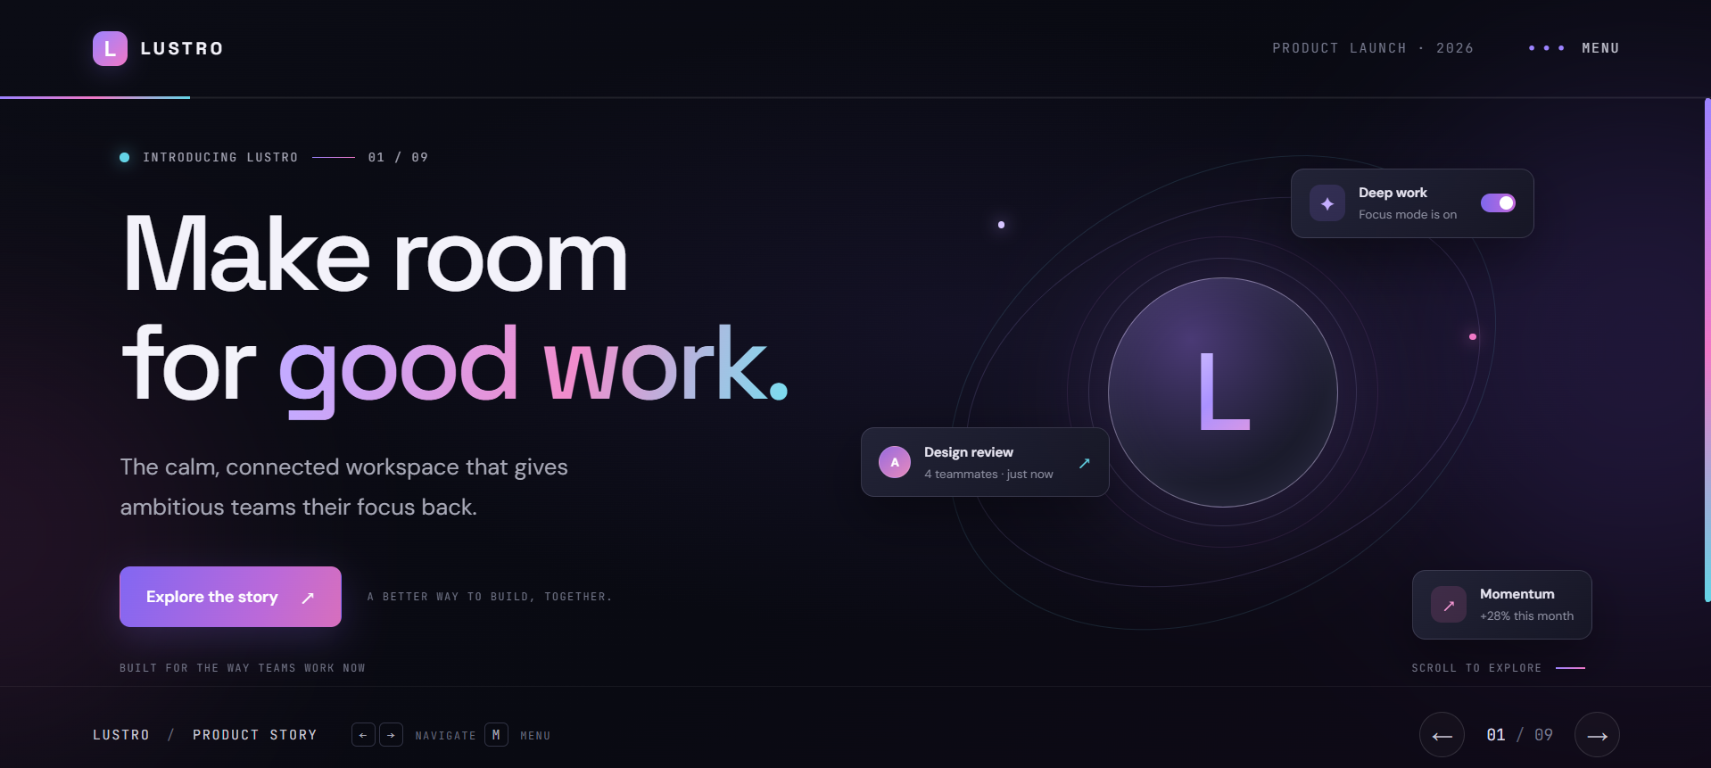 L LUSTRO
PRODUCT LAUNCH · 2026
MENU
INTRODUCING LUSTRO
01 / 09
Make room
for good work.
The calm, connected workspace that gives
ambitious teams their focus back.
Explore the story ↗
A BETTER WAY TO BUILD, TOGETHER.
BUILT FOR THE WAY TEAMS WORK NOW
Deep work
Focus mode is on
L
A
Design review
4 teammates · just now
↗
↗
Momentum
+28% this month
SCROLL TO EXPLORE
LUSTRO / PRODUCT STORY
← → NAVIGATE M MENU
← 01 / 09 →